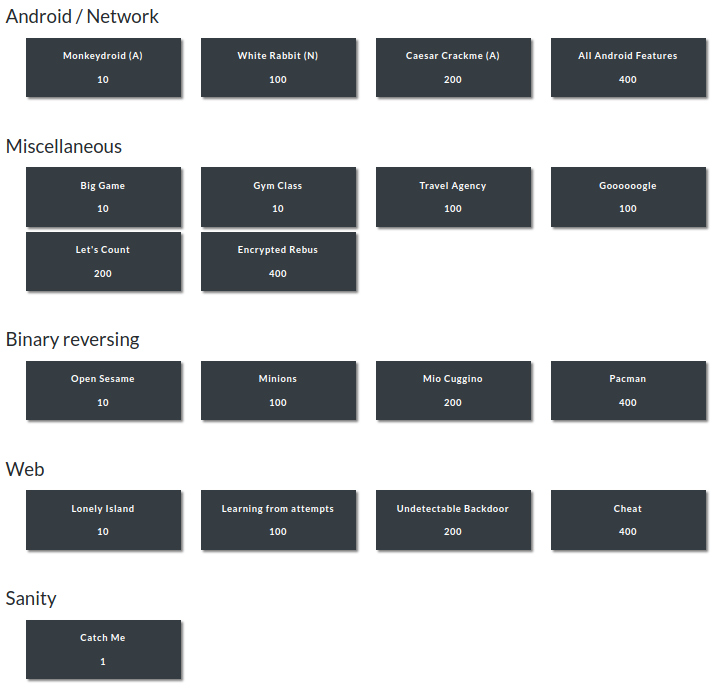 Android / Network
Monkeydroid (A) White Rabbit (N) Caesar Crackme (A) All Android Features
10 100 200 400
Miscellaneous
Big Game Gym Class Travel Agency Goooooogle
10 10 100 100
Let's Count Encrypted Rebus
200 400
Binary reversing
Open Sesame Minions Mio Cuggino Pacman
10 100 200 400
Web
Lonely Island Learning from attempts Undetectable Backdoor Cheat
10 100 200 400
Sanity
Catch Me
1